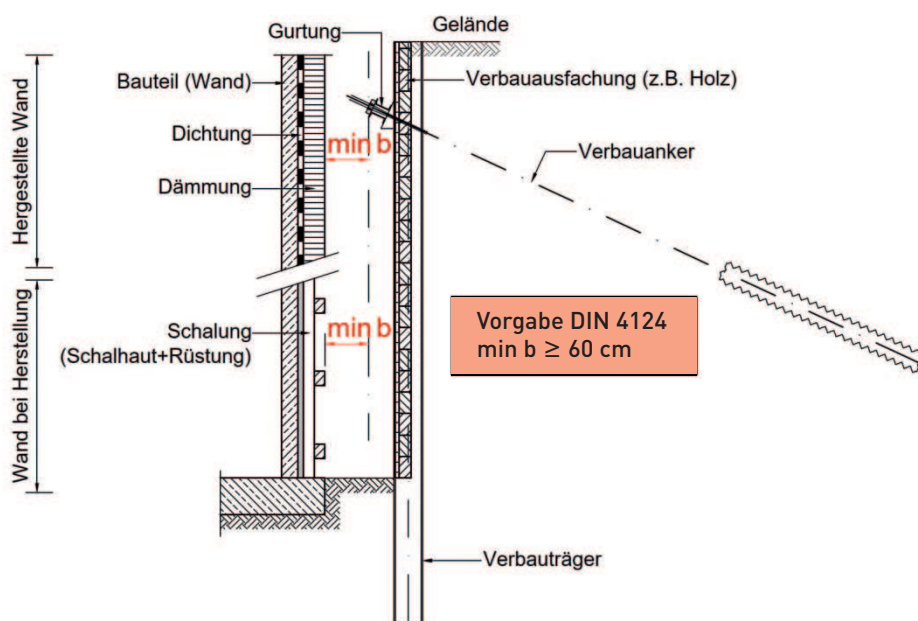 Gurtung
Gelände
Bauteil (Wand)
Verbauausfachung (z.B. Holz)
Dichtung
min b
Verbauanker
Dämmung
Hergestellte Wand
Schalung
(Schalhaut+Rüstung)
min b
Vorgabe DIN 4124
min b ≥ 60 cm
Wand bei Herstellung
Verbauträger